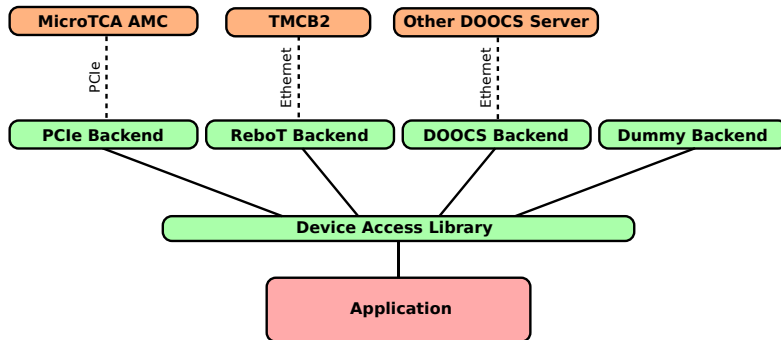 MicroTCA AMC
TMCB2
Other DOOCS Server
PCIe
Ethernet
Ethernet
PCIe Backend
ReboT Backend
DOOCS Backend
Dummy Backend
Device Access Library
Application